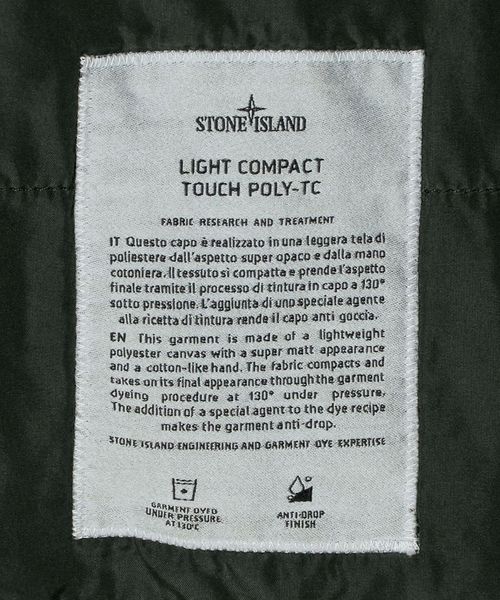 STONE ISLAND
LIGHT COMPACT
TOUCH POLY-TC
FABRIC RESEARCH AND TREATMENT
IT Questo capo è realizzato in una leggera tela di
poliestere dall'aspetto super opaco e dalla mano
cotoniera. Il tessuto si compatta e prende l'aspetto
finale tramite il processo di tintura in capo a 130°
sotto pressione. L'aggiunta di uno speciale agente
alla ricetta di tintura rende il capo anti goccia.
EN This garment is made of a lightweight
polyester canvas with a super matt appearance
and a cotton-like hand. The fabric compacts and
takes on its final appearance through the garment
dyeing procedure at 130° under pressure.
The addition of a special agent to the dye recipe
makes the garment anti-drop.
STONE ISLAND ENGINEERING AND GARMENT DYE EXPERTISE
GARMENT DYED
UNDER PRESSURE
AT 130°C
ANTI-DROP
FINISH